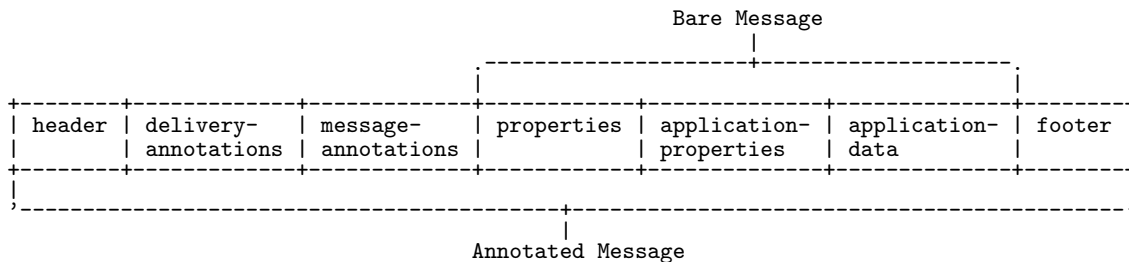 Bare Message
| header | delivery- | message- | properties | application- | application- | footer
| | annotations | annotations | | properties | data |
Annotated Message